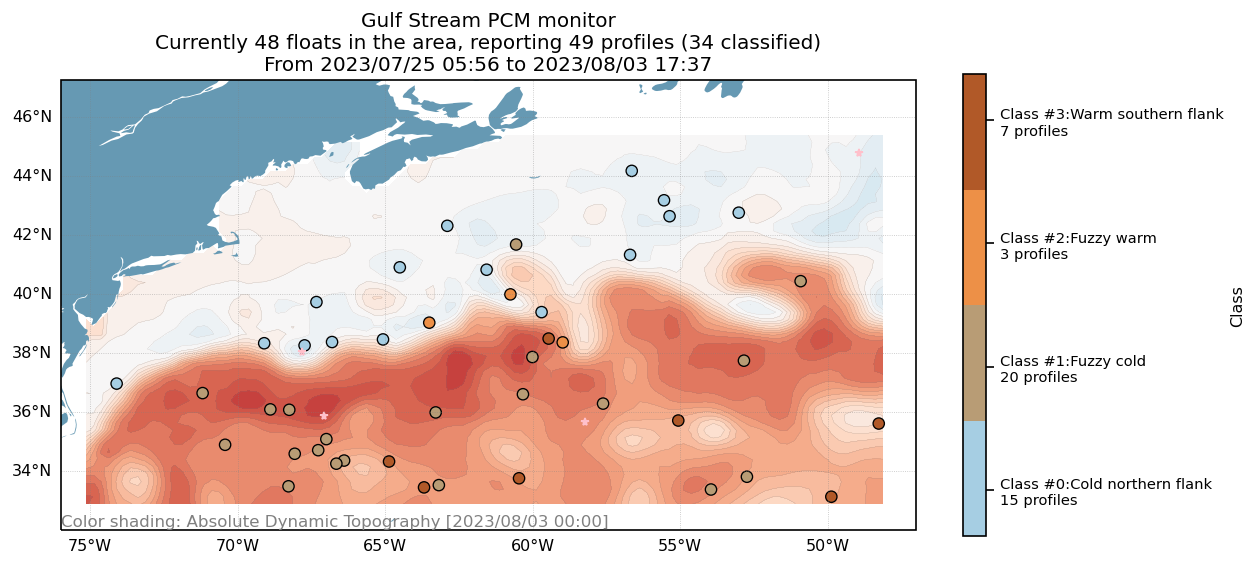 Gulf Stream PCM monitor
Currently 48 floats in the area, reporting 49 profiles (34 classified)
From 2023/07/25 05:56 to 2023/08/03 17:37
46°N
44°N
42°N
40°N
38°N
36°N
34°N
Color shading: Absolute Dynamic Topography [2023/08/03 00:00]
75°W 70°W 65°W 60°W 55°W 50°W
Class #3:Warm southern flank
7 profiles
Class #2:Fuzzy warm
3 profiles
Class #1:Fuzzy cold
20 profiles
Class #0:Cold northern flank
15 profiles
Class